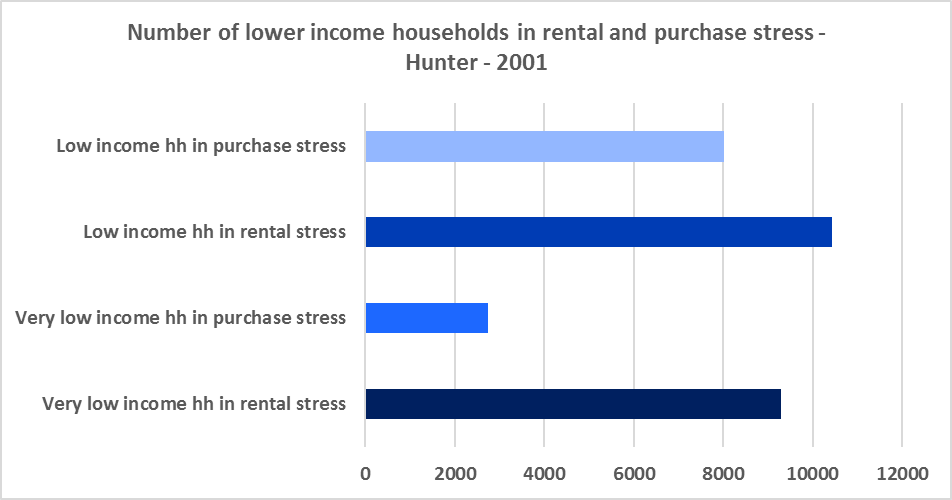 Number of lower income households in rental and purchase stress -
Hunter - 2001
Low income hh in purchase stress
Low income hh in rental stress
Very low income hh in purchase stress
Very low income hh in rental stress
0 2000 4000 6000 8000 10000 12000